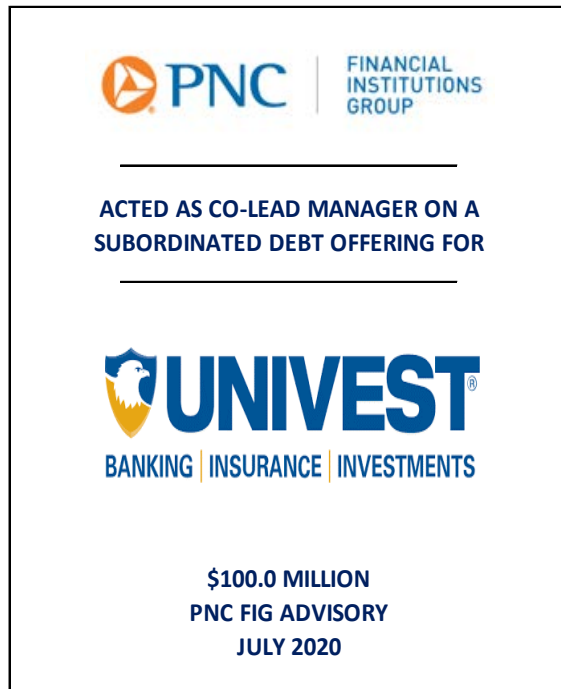 PNC
FINANCIAL
INSTITUTIONS
GROUP
ACTED AS CO-LEAD MANAGER ON A
SUBORDINATED DEBT OFFERING FOR
UNIVEST®
BANKING | INSURANCE | INVESTMENTS
$100.0 MILLION
PNC FIG ADVISORY
JULY 2020